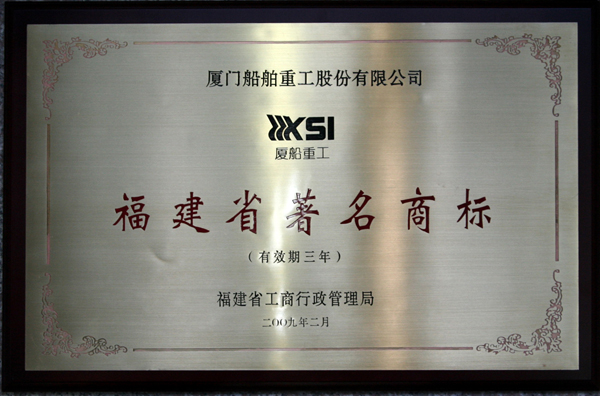 厦门船舶重工股份有限公司
XSI
厦船重工
福建省著名商标
（有效期三年）
福建省工商行政管理局
二〇〇九年二月